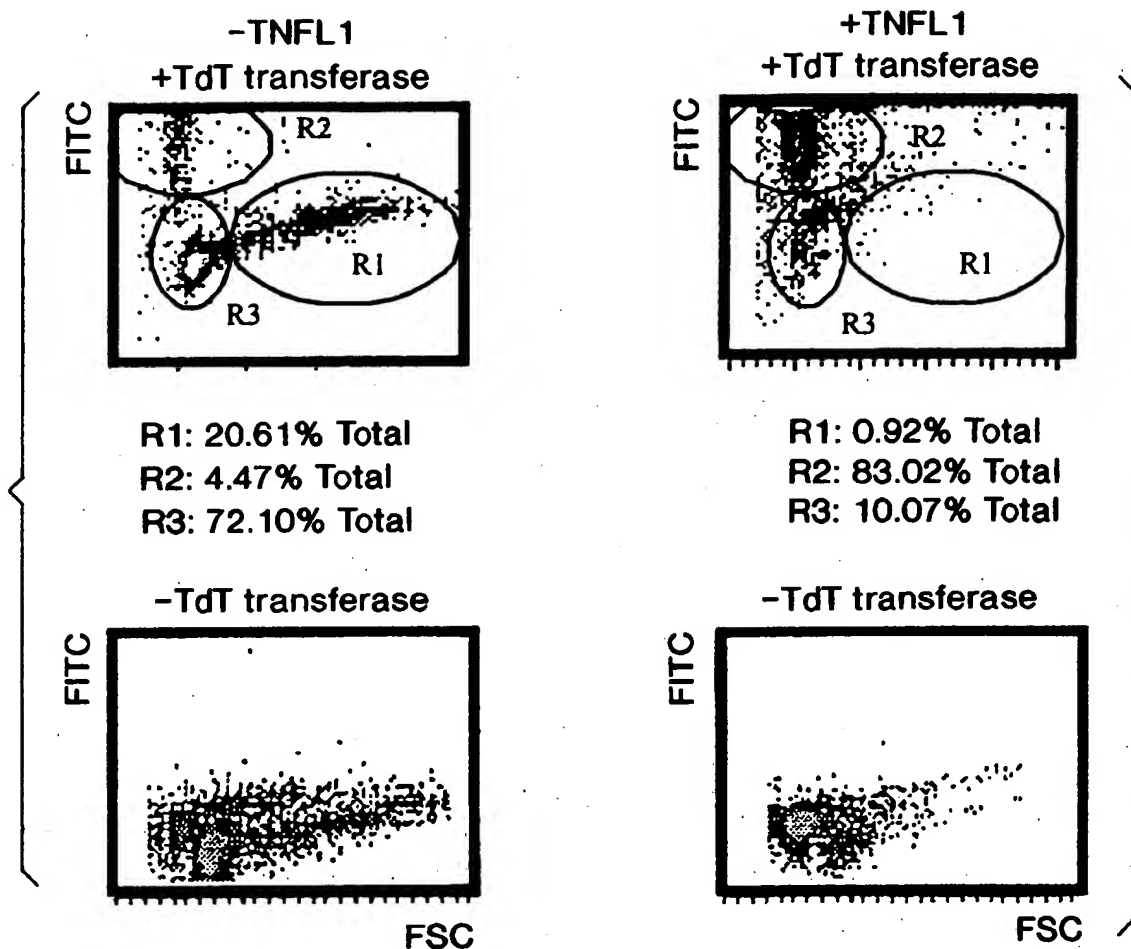 -TNFL1
+TdT transferase
FITC
R2
R1
R3
R1: 20.61% Total
R2: 4.47% Total
R3: 72.10% Total
-TdT transferase
FITC
FSC
+TNFL1
+TdT transferase
FITC
R2
R1
R3
R1: 0.92% Total
R2: 83.02% Total
R3: 10.07% Total
-TdT transferase
FITC
FSC